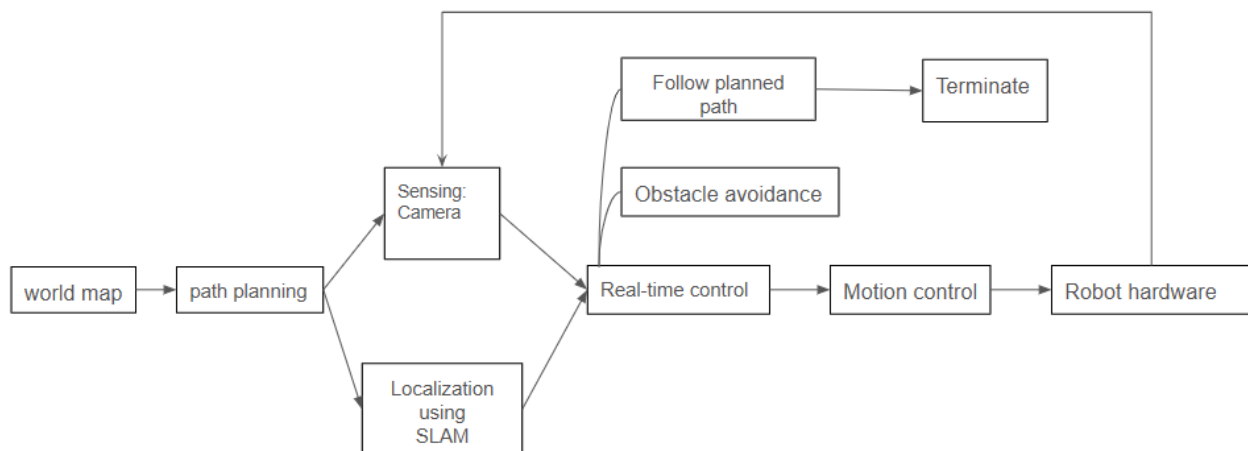 Follow planned
path
Terminate
Sensing:
Camera
Obstacle avoidance
world map
path planning
Real-time control
Motion control
Robot hardware
Localization
using
SLAM